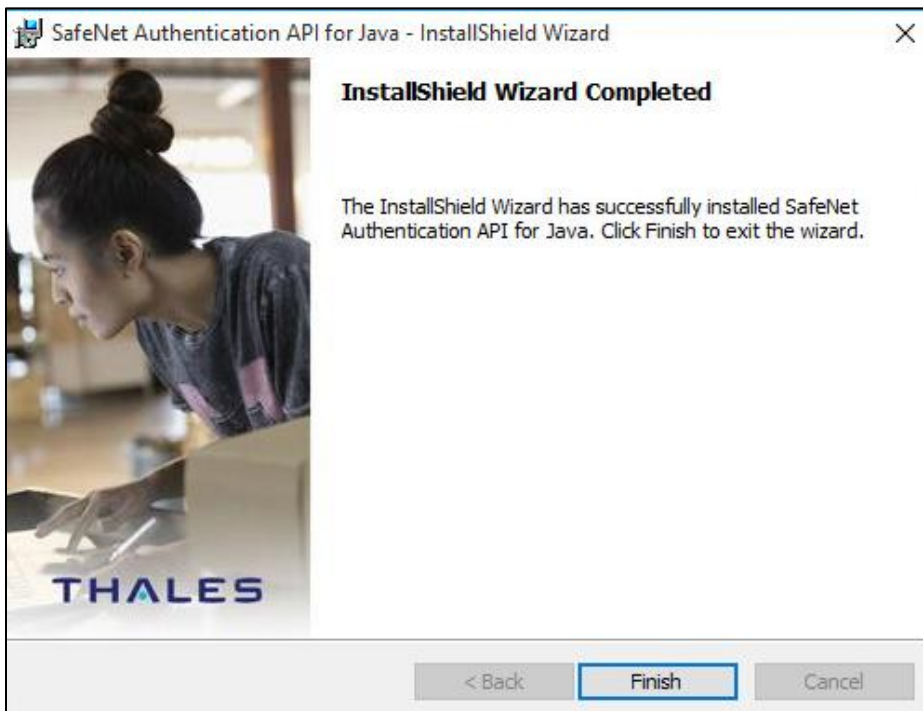 SafeNet Authentication API for Java - InstallShield Wizard
InstallShield Wizard Completed
The InstallShield Wizard has successfully installed SafeNet
Authentication API for Java. Click Finish to exit the wizard.
THALES
< Back
Finish
Cancel